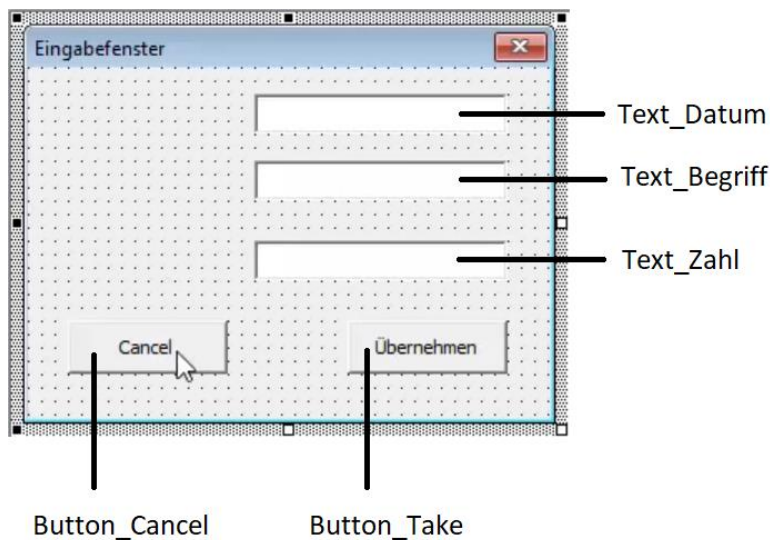 Eingabefenster
Text_Datum
Text_Begriff
Text_Zahl
Cancel
Übernehmen
Button_Cancel
Button_Take